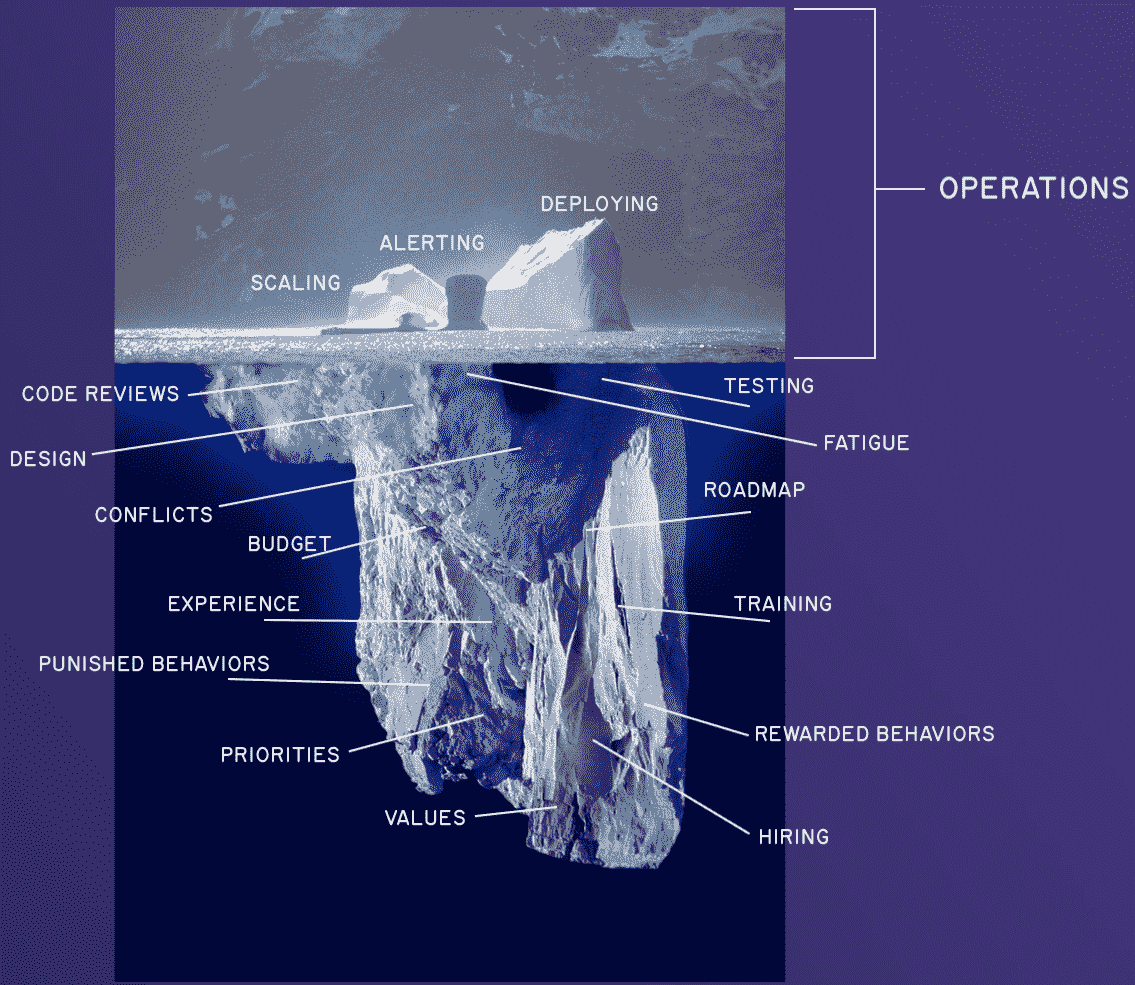 OPERATIONS
DEPLOYING
ALERTING
SCALING
CODE REVIEWS
TESTING
FATIGUE
DESIGN
ROADMAP
CONFLICTS
BUDGET
EXPERIENCE
TRAINING
PUNISHED BEHAVIORS
REWARDED BEHAVIORS
PRIORITIES
VALUES
HIRING